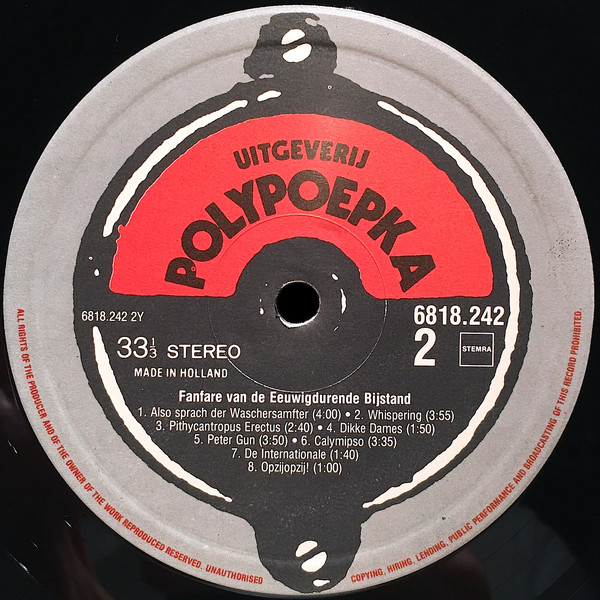 UITGEVERIJ
POLYPOEPKA
6818.242 2Y
6818.242
33 1/3 STEREO
2
STEMRA
MADE IN HOLLAND
Fanfare van de Eeuwigdurende Bijstand
1. Also sprach der Waschersamfter (4:00) • 2. Whispering (3:55)
3. Pithycantropus Erectus (2:40) • 4. Dikke Dames (1:50)
5. Peter Gun (3:50) • 6. Calymipso (3:35)
7. De Internationale (1:40)
8. Opzijopzij! (1:00)
ALL RIGHTS OF THE PRODUCER AND OF THE OWNER OF THE WORK REPRODUCED RESERVED. UNAUTHORISED
COPYING, HIRING, LENDING, PUBLIC PERFORMANCE AND BROADCASTING OF THIS RECORD PROHIBITED.